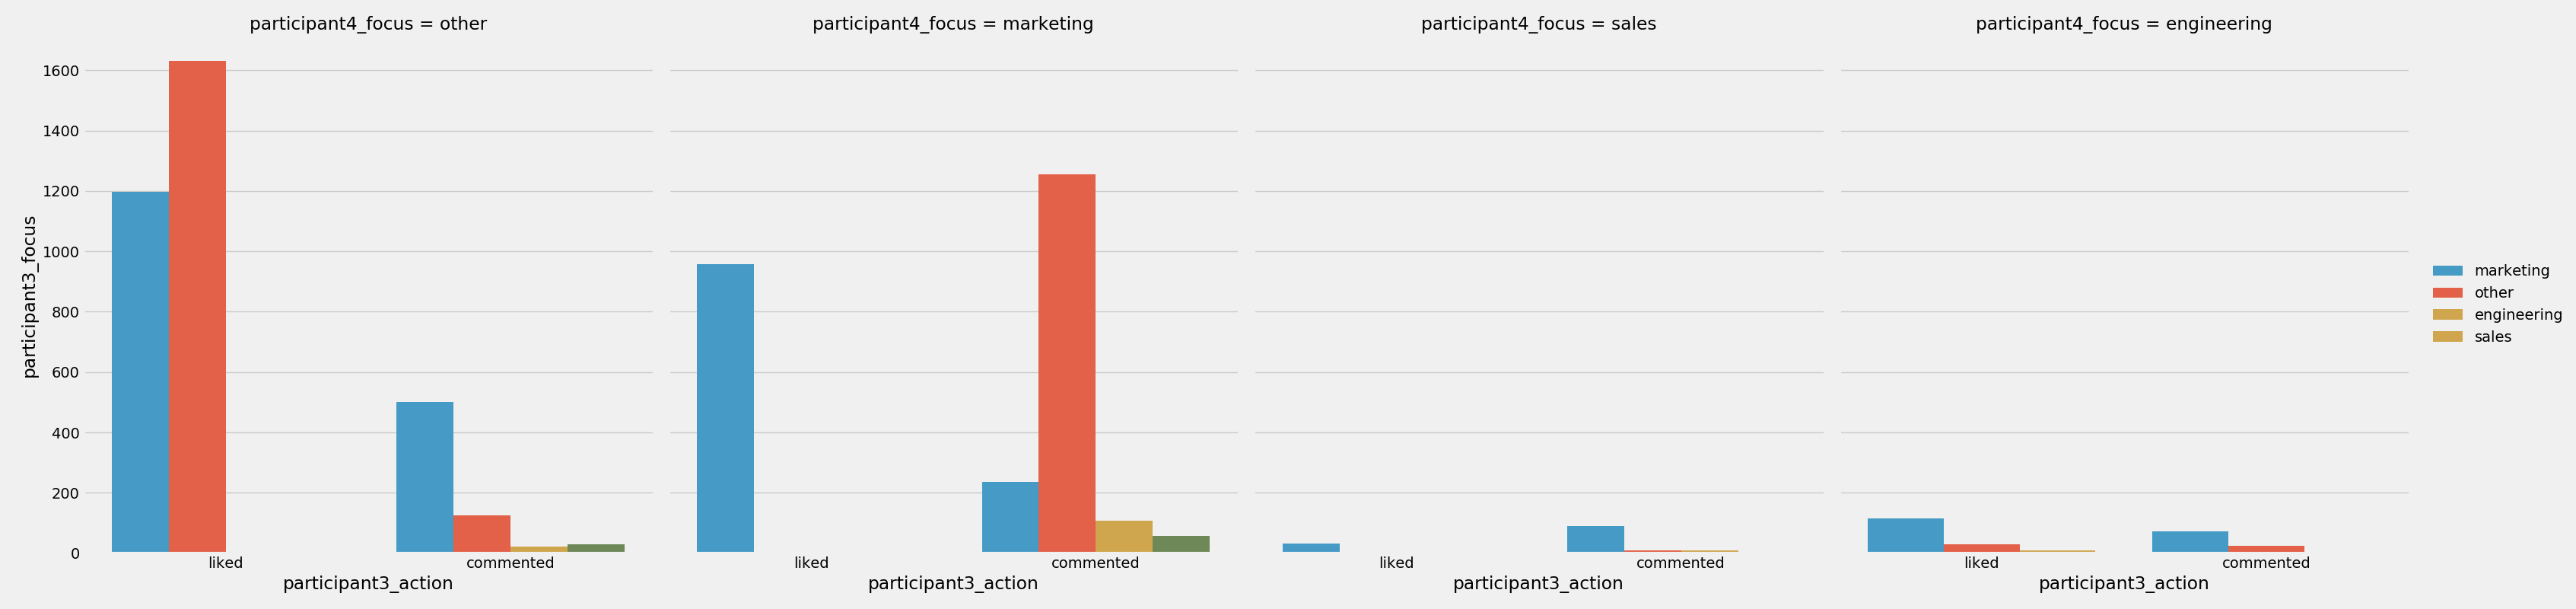 participant4_focus = other
participant4_focus = marketing
participant4_focus = sales
participant4_focus = engineering
participant3_focus
1600
1400
1200
1000
800
600
400
200
0
marketing
other
engineering
sales
liked
commented
liked
commented
liked
commented
liked
commented
participant3_action
participant3_action
participant3_action
participant3_action